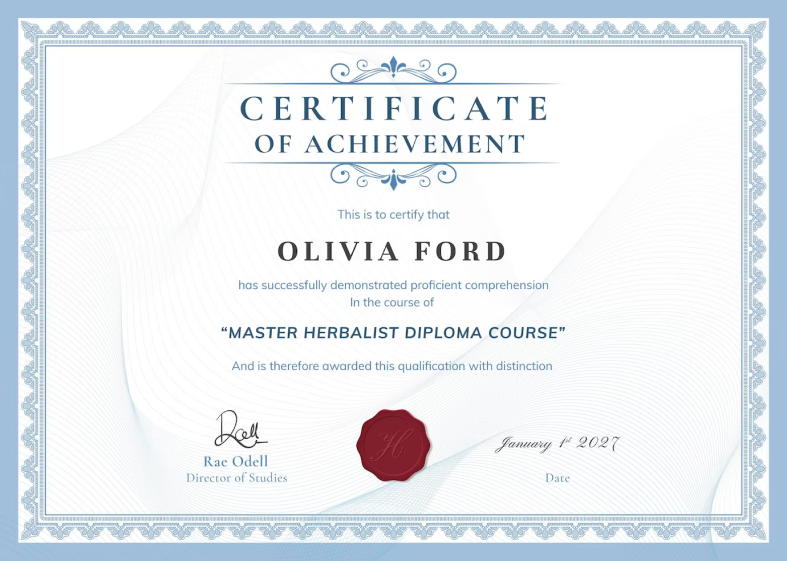 CERTIFICATE
OF ACHIEVEMENT
This is to certify that
OLIVIA FORD
has successfully demonstrated proficient comprehension
In the course of
“MASTER HERBALIST DIPLOMA COURSE”
And is therefore awarded this qualification with distinction
Rae Odell
Director of Studies
H
January 1st 2027
Date